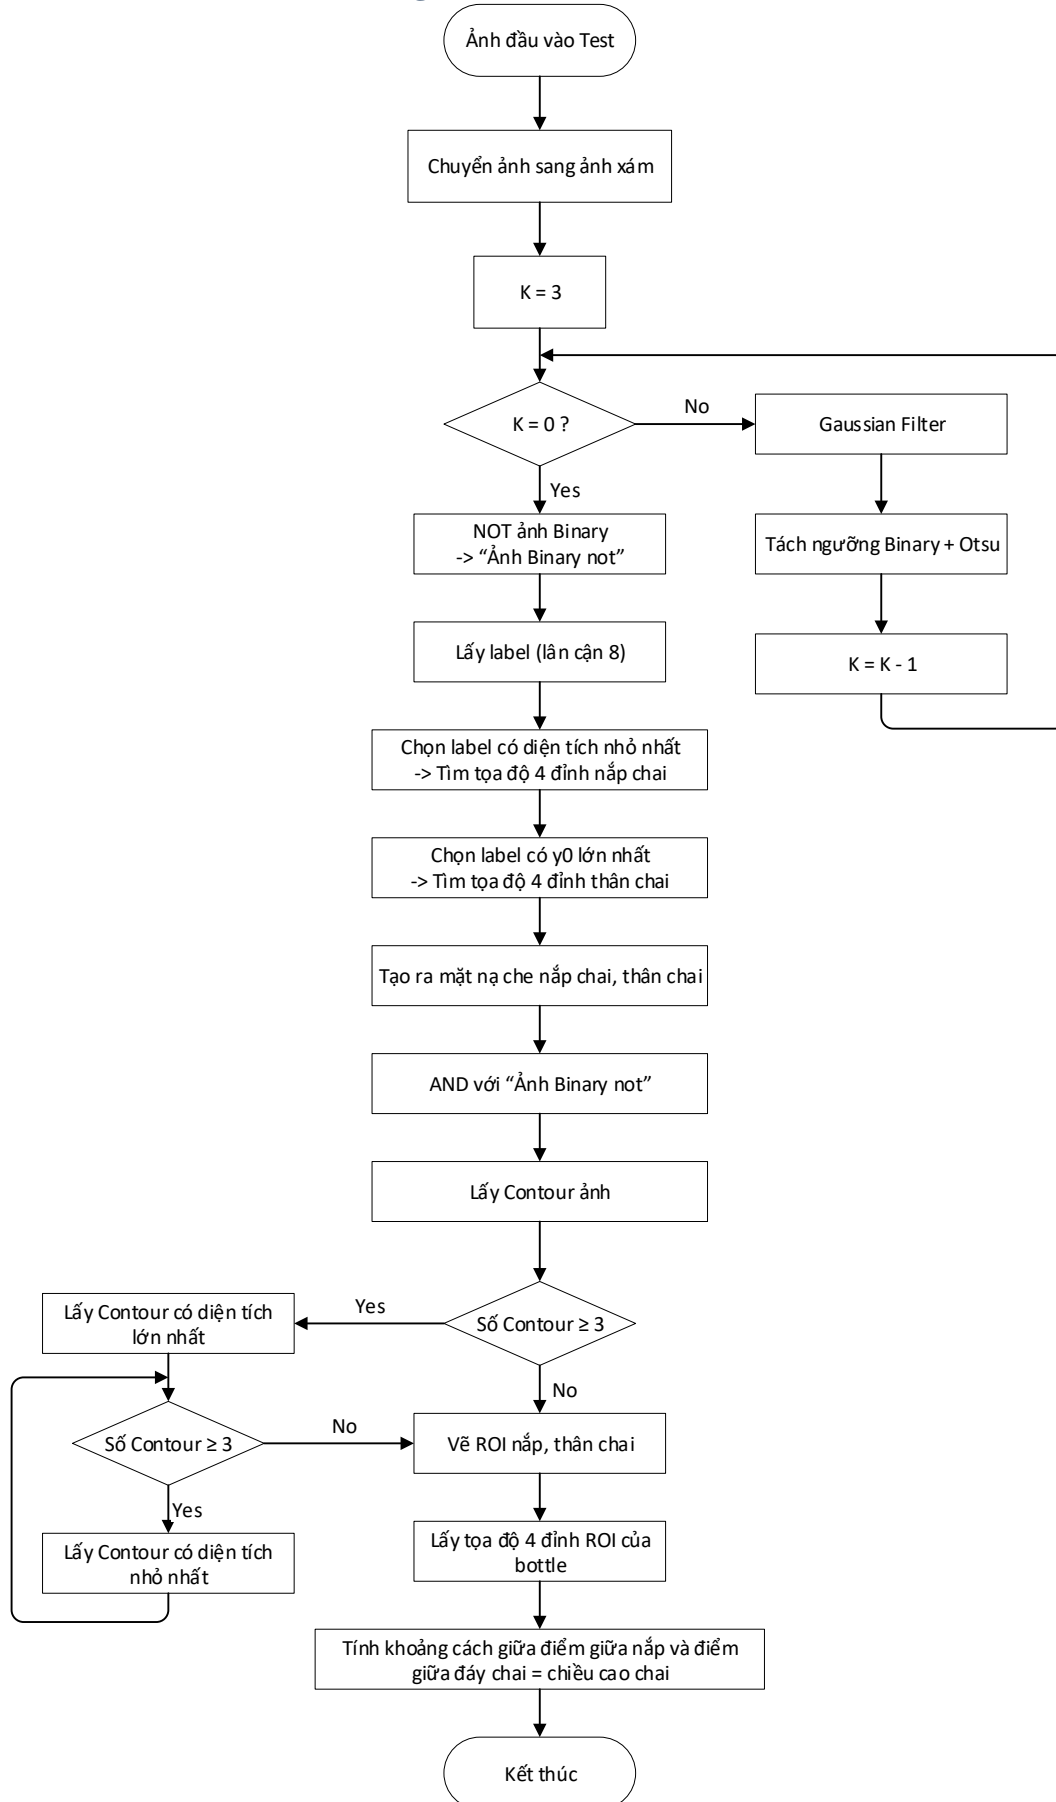 Ảnh đầu vào Test
Chuyển ảnh sang ảnh xám
K = 3
K = 0 ?
No
Gaussian Filter
Yes
NOT ảnh Binary
-> “Ảnh Binary not”
Tách ngưỡng Binary + Otsu
Lấy label (lân cận 8)
K = K - 1
Chọn label có diện tích nhỏ nhất
-> Tìm tọa độ 4 đỉnh nắp chai
Chọn label có y0 lớn nhất
-> Tìm tọa độ 4 đỉnh thân chai
Tạo ra mặt nạ che nắp chai, thân chai
AND với “Ảnh Binary not”
Lấy Contour ảnh
Số Contour ≥ 3
Yes
Lấy Contour có diện tích
lớn nhất
No
Số Contour ≥ 3
No
Vẽ ROI nắp, thân chai
Yes
Lấy Contour có diện tích
nhỏ nhất
Lấy tọa độ 4 đỉnh ROI của
bottle
Tính khoảng cách giữa điểm giữa nắp và điểm
giữa đáy chai = chiều cao chai
Kết thúc